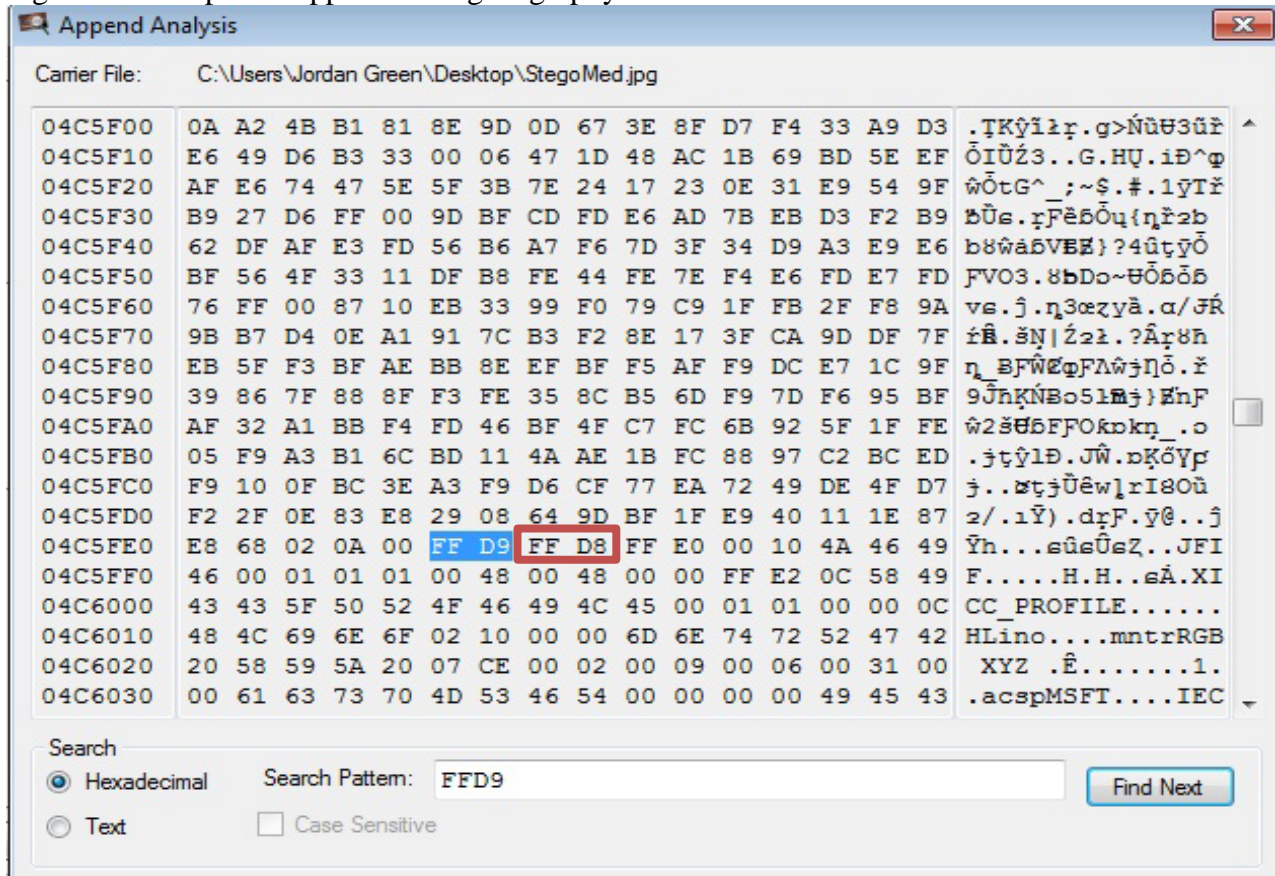 Append Analysis
Carrier File: C:\Users\Jordan Green\Desktop\StegoMed.jpg
04C5F00 0A A2 4B B1 81 8E 9D 0D 67 3E 8F D7 F4 33 A9 D3
04C5F10 E6 49 D6 B3 33 00 06 47 1D 48 AC 1B 69 BD 5E EF
04C5F20 AF E6 74 47 5E 5F 3B 7E 24 17 23 0E 31 E9 54 9F
04C5F30 B9 27 D6 FF 00 9D BF CD FD E6 AD 7B EB D3 F2 B9
04C5F40 62 DF AF E3 FD 56 B6 A7 F6 7D 3F 34 D9 A3 E9 E6
04C5F50 BF 56 4F 33 11 DF B8 FE 44 FE 7E F4 E6 FD E7 FD
04C5F60 76 FF 00 87 10 EB 33 99 F0 79 C9 1F FB 2F F8 9A
04C5F70 9B B7 D4 0E A1 91 7C B3 F2 8E 17 3F CA 9D DF 7F
04C5F80 EB 5F F3 BF AE BB 8E EF BF F5 AF F9 DC E7 1C 9F
04C5F90 39 86 7F 88 8F F3 FE 35 8C B5 6D F9 7D F6 95 BF
04C5FA0 AF 32 A1 BB F4 FD 46 BF 4F C7 FC 6B 92 5F 1F FE
04C5FB0 05 F9 A3 B1 6C BD 11 4A AE 1B FC 88 97 C2 BC ED
04C5FC0 F9 10 0F BC 3E A3 F9 D6 CF 77 EA 72 49 DE 4F D7
04C5FD0 F2 2F 0E 83 E8 29 08 64 9D BF 1F E9 40 11 1E 87
04C5FE0 E8 68 02 0A 00 FF D9 FF D8 FF E0 00 10 4A 46 49
04C5FF0 46 00 01 01 01 00 48 00 48 00 00 FF E2 0C 58 49 F.....H.H..
04C6000 43 43 5F 50 52 4F 46 49 4C 45 00 01 01 00 00 0C CC_PROFILE......
04C6010 48 4C 69 6E 6F 02 10 00 00 6D 6E 74 72 52 47 42 HLino....mntrRGB
04C6020 20 58 59 5A 20 07 CE 00 02 00 09 00 06 00 31 00 XYZ .Ê........1.
04C6030 00 61 63 73 70 4D 53 46 54 00 00 00 00 49 45 43 .acspMSFT....IEC
Search
Hexadecimal Search Pattern: FFD9 Find Next
Text Case Sensitive